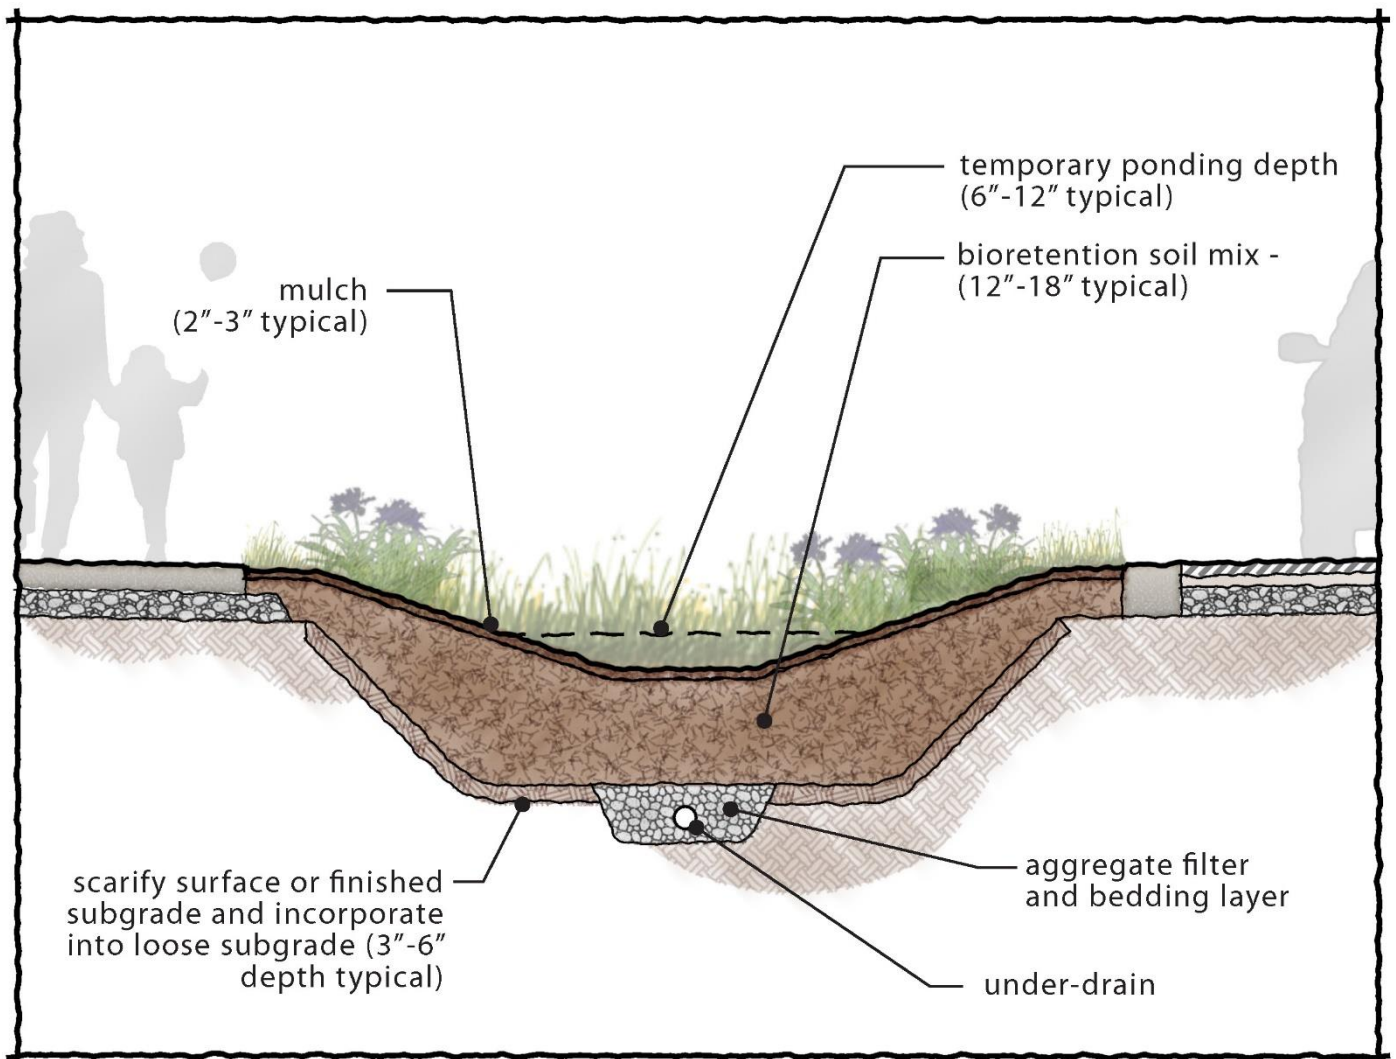 temporary ponding depth
(6"-12" typical)
bioretention soil mix -
(12"-18" typical)
mulch
(2"-3" typical)
scarify surface or finished
subgrade and incorporate
into loose subgrade (3"-6"
depth typical)
aggregate filter
and bedding layer
under-drain